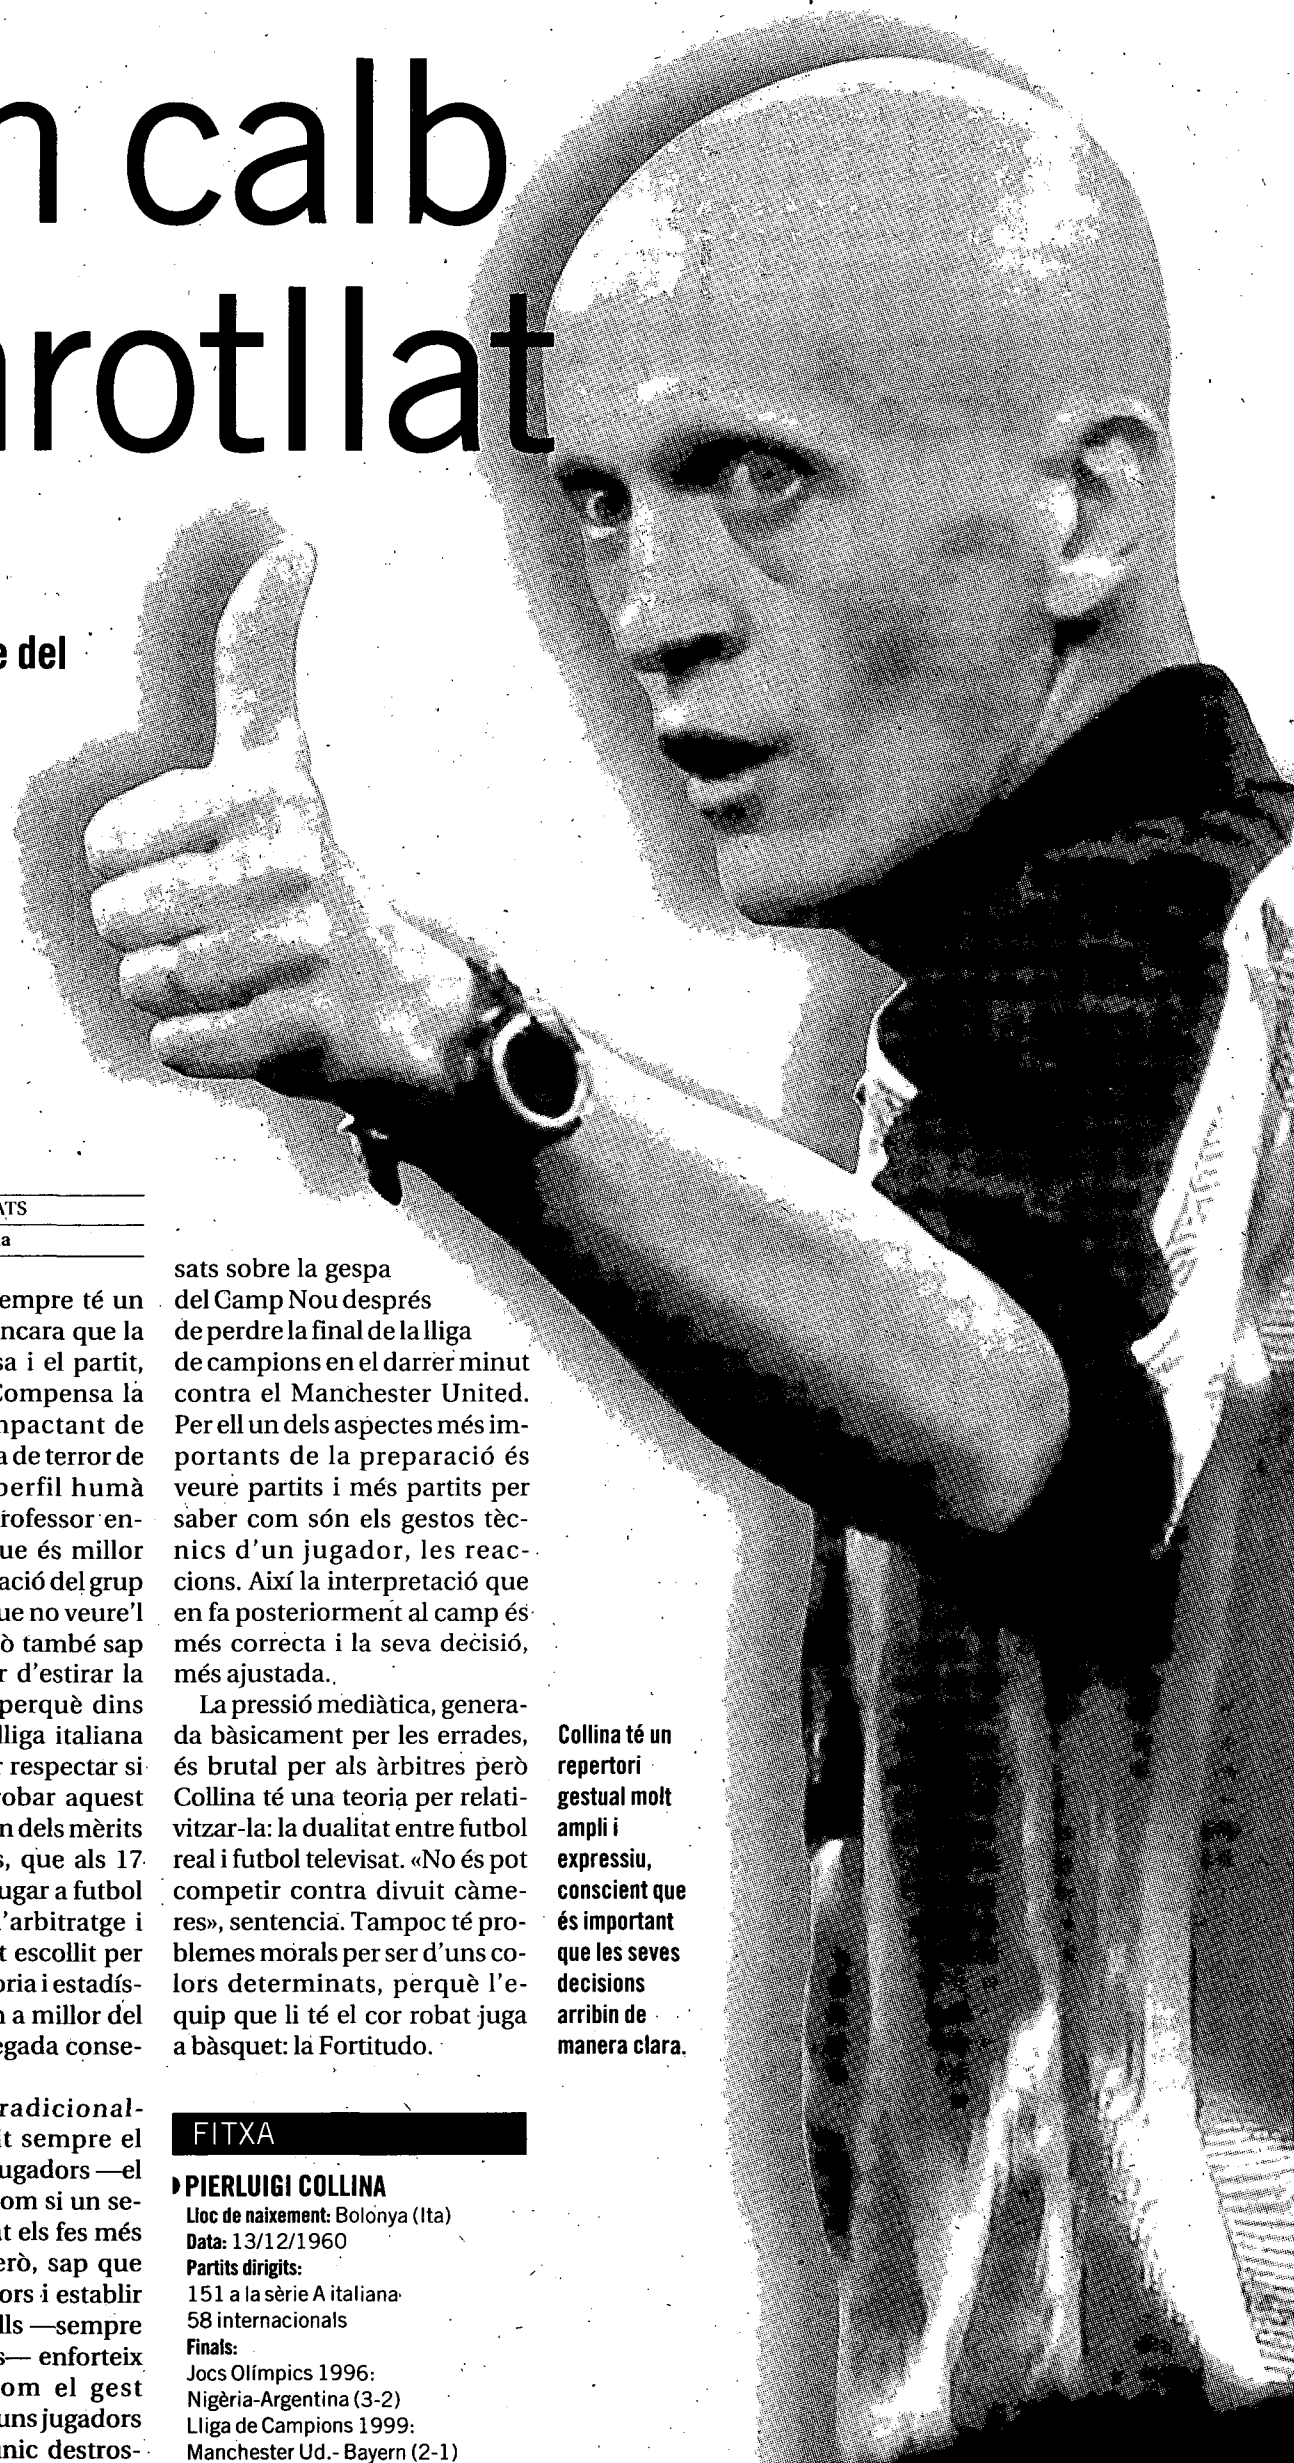 n calb
nrotllat
e del
ATS
a
empre té un
ncara que la
sa i el partit,
Compensa la
mpactant de
a de terror de
perfil humà
rofessor en-
ue és millor
ació del grup
ue no veure'l
ò també sap
r d'estirar la
perquè dins
lliga italiana
r respectar si
obar aquest
n dels mèrits
s, que als 17
ugar a futbol
l'arbitratge i
t escollit per
oria i estadís-
n a millor del
egada conse-
radicional-
it sempre el
ugadors —el
om si un se-
at els fes més
erò, sap que
ors i establir
lls —sempre
s— enforteix
om el gest
uns jugadors
ànic destros-
sats sobre la gespa
del Camp Nou després
de perdre la final de la lliga
de campions en el darrer minut
contra el Manchester United.
Per ell un dels aspectes més im-
portants de la preparació és
veure partits i més partits per
saber com són els gestos tèc-
nics d'un jugador, les reac-
cions. Així la interpretació que
en fa posteriorment al camp és
més correcta i la seva decisió,
més ajustada.
La pressió mediàtica, genera-
da bàsicament per les errades,
és brutal per als àrbitres però
Collina té una teoria per relati-
vitzar-la: la dualitat entre futbol
real i futbol televisat. «No és pot
competir contra divuit càme-
res», sentencia. Tampoc té pro-
blemes morals per ser d'uns co-
lors determinats, perquè l'e-
quip que li té el cor robat juga
a bàsquet: la Fortitudo.
Collina té un
repertori
gestual molt
ampli i
expressiu,
conscient que
és important
que les seves
decisions
arribin de
manera clara.
FITXA
PIERLUIGI COLLINA
Lloc de naixement: Bolonya (Ita)
Data: 13/12/1960
Partits dirigits:
151 a la sèrie A italiana
58 internacionals
Finals:
Jocs Olímpics 1996:
Nigèria-Argentina (3-2)
Lliga de Campions 1999:
Manchester Ud.- Bayern (2-1)